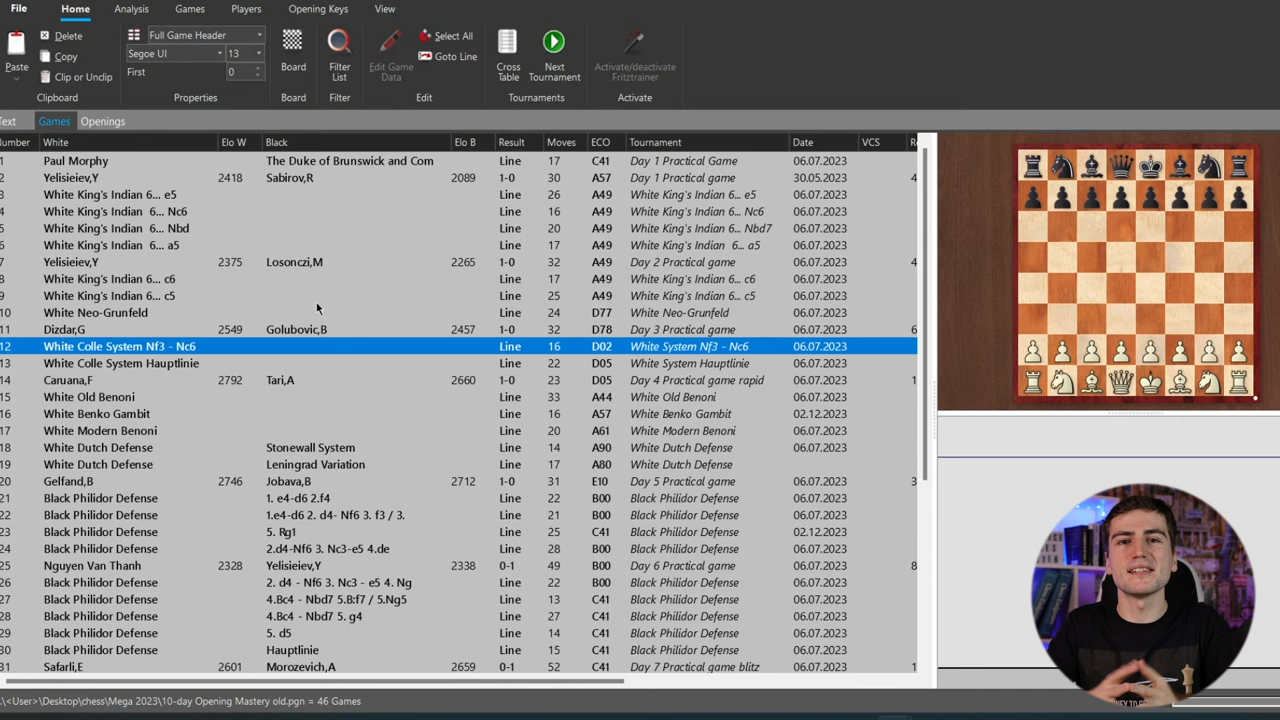 File Home Analysis Games Players Opening Keys View
Paste
Delete
Copy
Clip or Unclip
Clipboard
Full Game Header
Segoe UI 13
First 0
Properties
Board
Board
Filter List
Filter
Edit Game Data
Select All
Goto Line
Edit
Cross Table
Next Tournament
Tournaments
Activate/deactivate Fritztrainer
Activate
Text Games Openings
Number White Elo W Black Elo B Result Moves ECO Tournament Date VCS R
1 Paul Morphy The Duke of Brunswick and Com Line 17 C41 Day 1 Practical Game 06.07.2023
2 Yelisieiev,Y 2418 Sabirov,R 2089 1-0 30 A57 Day 1 Practical game 30.05.2023 4
3 White King's Indian 6... e5 Line 26 A49 White King's Indian 6... e5 06.07.2023
4 White King's Indian 6... Nc6 Line 16 A49 White King's Indian 6... Nc6 06.07.2023
5 White King's Indian 6... Nbd Line 20 A49 White King's Indian 6... Nbd7 06.07.2023
6 White King's Indian 6... a5 Line 17 A49 White King's Indian 6... a5 06.07.2023
7 Yelisieiev,Y 2375 Losonczi,M 2265 1-0 32 A49 Day 2 Practical game 06.07.2023 4
8 White King's Indian 6... c6 Line 17 A49 White King's Indian 6... c6 06.07.2023
9 White King's Indian 6... c5 Line 25 A49 White King's Indian 6... c5 06.07.2023
10 White Neo-Grunfeld Line 24 D77 White Neo-Grunfeld 06.07.2023
11 Dizdar,G 2549 Golubovic,B 2457 1-0 32 D78 Day 3 Practical game 06.07.2023 6
12 White Colle System Nf3 - Nc6 Line 16 D02 White System Nf3 - Nc6 06.07.2023
13 White Colle System Hauptlinie Line 22 D05 White System Hauptlinie 06.07.2023
14 Caruana,F 2792 Tari,A 2660 1-0 23 D05 Day 4 Practical game rapid 06.07.2023 1
15 White Old Benoni Line 33 A44 White Old Benoni 06.07.2023
16 White Benko Gambit Line 16 A57 White Benko Gambit 02.12.2023
17 White Modern Benoni Line 20 A61 White Modern Benoni 06.07.2023
18 White Dutch Defense Stonewall System Line 14 A90 White Dutch Defense 06.07.2023
19 White Dutch Defense Leningrad Variation Line 17 A80 White Dutch Defense 06.07.2023
20 Gelfand,B 2746 Jobava,B 2712 1-0 31 E10 Day 5 Practical game 06.07.2023 3
21 Black Philidor Defense 1. e4-d6 2.f4 Line 22 B00 Black Philidor Defense 06.07.2023
22 Black Philidor Defense 1.e4-d6 2. d4- Nf6 3. f3 / 3. Line 21 B00 Black Philidor Defense 06.07.2023
23 Black Philidor Defense 5. Rg1 Line 25 C41 Black Philidor Defense 02.12.2023
24 Black Philidor Defense 2.d4-Nf6 3. Nc3-e5 4.de Line 28 B00 Black Philidor Defense 06.07.2023
25 Nguyen Van Thanh 2328 Yelisieiev,Y 2338 0-1 49 B00 Day 6 Practical game 06.07.2023 8
26 Black Philidor Defense 2. d4 - Nf6 3. Nc3 - e5 4. Ng Line 22 B00 Black Philidor Defense 06.07.2023
27 Black Philidor Defense 4.Bc4 - Nbd7 5.B:f7 / 5.Ng5 Line 13 C41 Black Philidor Defense 06.07.2023
28 Black Philidor Defense 4.Bc4 - Nbd7 5. g4 Line 27 C41 Black Philidor Defense 06.07.2023
29 Black Philidor Defense 5. d5 Line 14 C41 Black Philidor Defense 06.07.2023
30 Black Philidor Defense Hauptlinie Line 15 C41 Black Philidor Defense 06.07.2023
31 Safarli,E 2601 Morozevich,A 2659 0-1 52 C41 Day 7 Practical game blitz 06.07.2023 1
.\<User>\Desktop\chess\Mega 2023\10-day Opening Mastery old.pgn = 46 Games